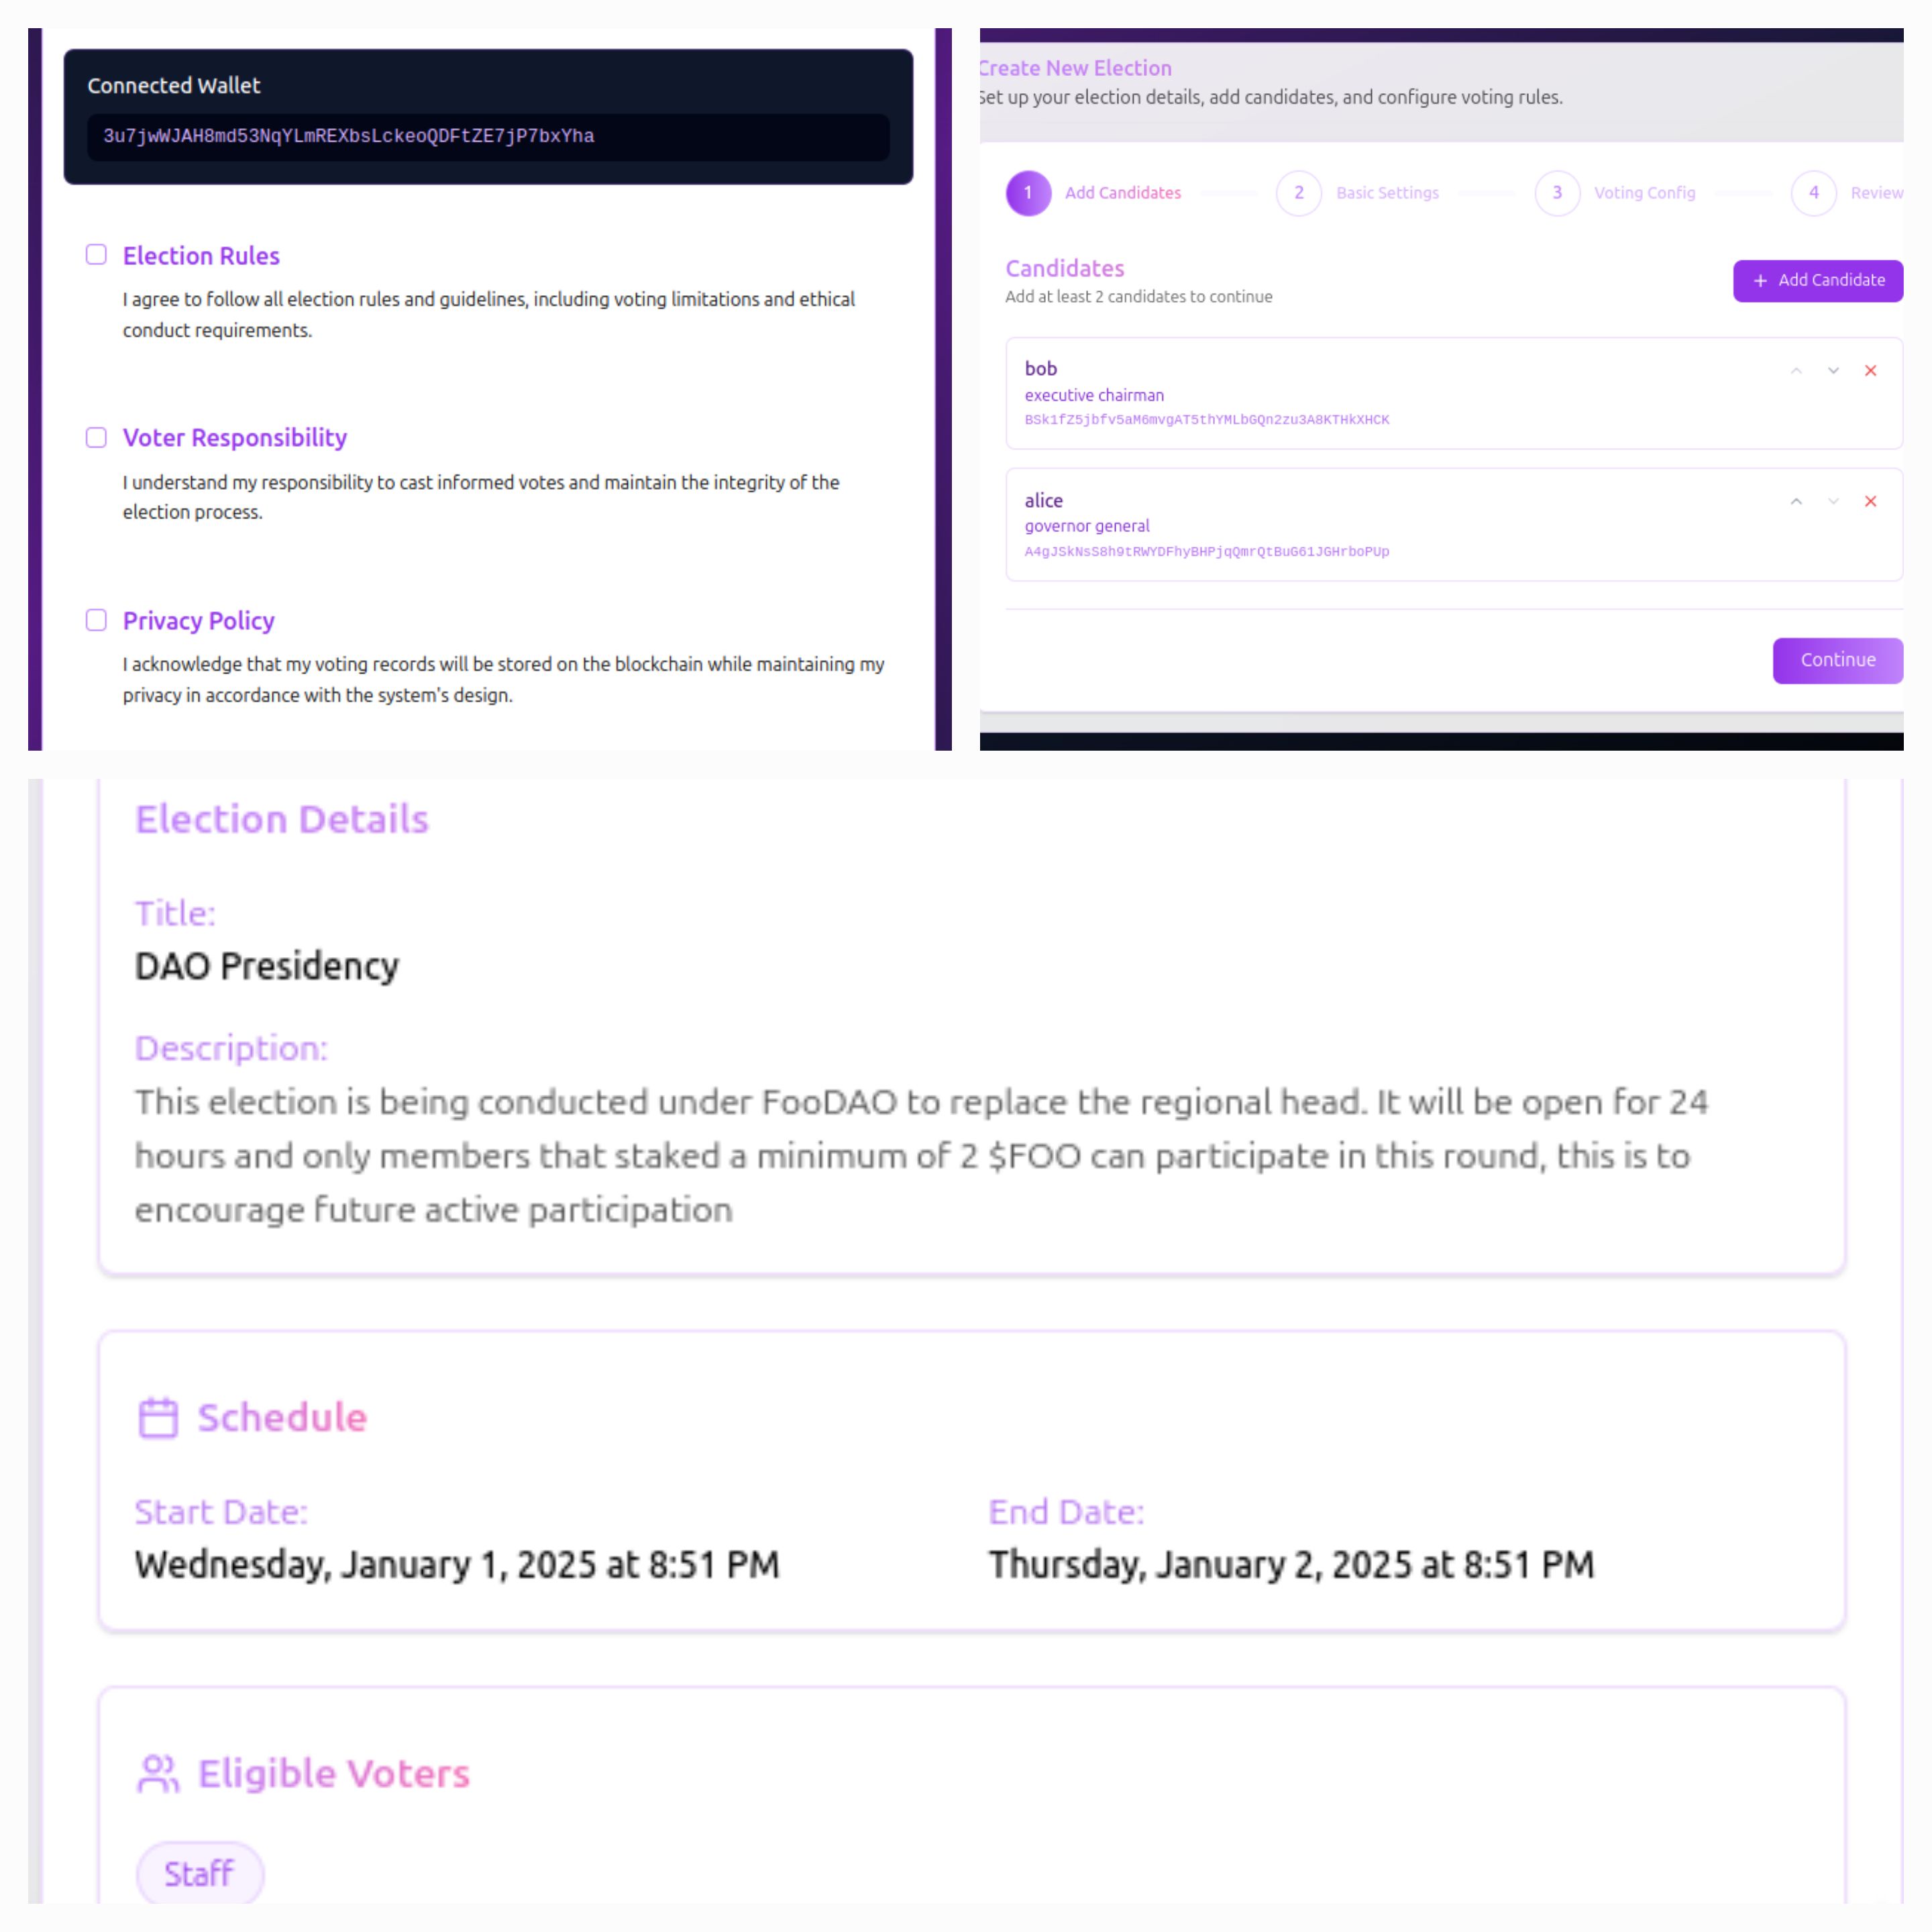 Connected Wallet
3u7jwWJAH8md53NqYLmREXbsLckeoQDFtZE7jP7bxYha
Election Rules
I agree to follow all election rules and guidelines, including voting limitations and ethical
conduct requirements.
Voter Responsibility
I understand my responsibility to cast informed votes and maintain the integrity of the
election process.
Privacy Policy
I acknowledge that my voting records will be stored on the blockchain while maintaining my
privacy in accordance with the system's design.
Create New Election
Set up your election details, add candidates, and configure voting rules.
1 Add Candidates 2 Basic Settings 3 Voting Config 4 Review
Candidates
Add at least 2 candidates to continue
+ Add Candidate
bob
executive chairman
BSk1fZ5jbfv5aM6mvgAT5thYMLbGQn2zu3A8KTHkXHCK
alice
governor general
A4gJSkNsS8h9tRWYDFhyBHPjqQmrQtBuG61JGHrboPUp
Continue
Election Details
Title:
DAO Presidency
Description:
This election is being conducted under FooDAO to replace the regional head. It will be open for 24
hours and only members that staked a minimum of 2 $FOO can participate in this round, this is to
encourage future active participation
Schedule
Start Date:
Wednesday, January 1, 2025 at 8:51 PM
End Date:
Thursday, January 2, 2025 at 8:51 PM
Eligible Voters
Staff